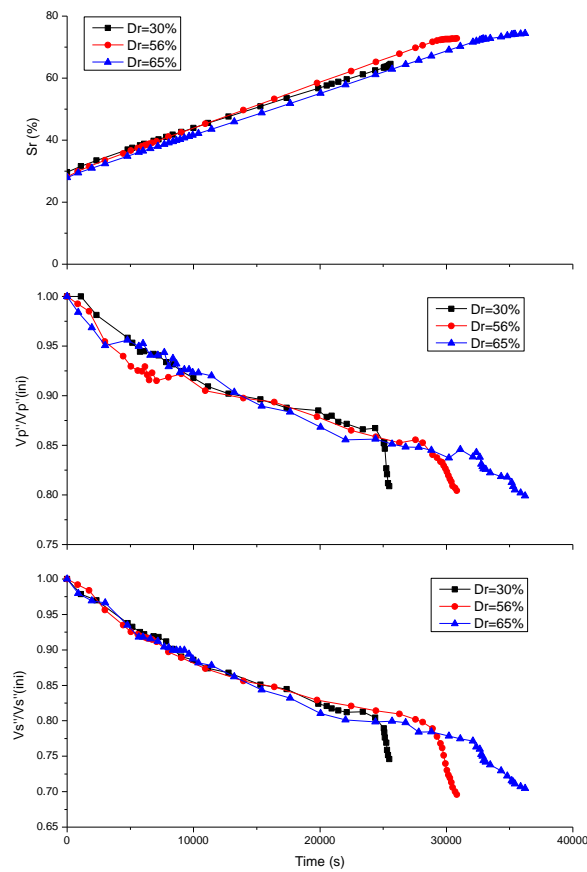 80
60
40
20
0
Sr (%)
Dr=30%
Dr=56%
Dr=65%
1.00
0.95
0.90
0.85
0.80
0.75
Vp"/Vp"(ini)
Dr=30%
Dr=56%
Dr=65%
1.00
0.95
0.90
0.85
0.80
0.75
0.70
0.65
Vs"/Vs"(ini)
Dr=30%
Dr=56%
Dr=65%
0 10000 20000 30000 40000
Time (s)